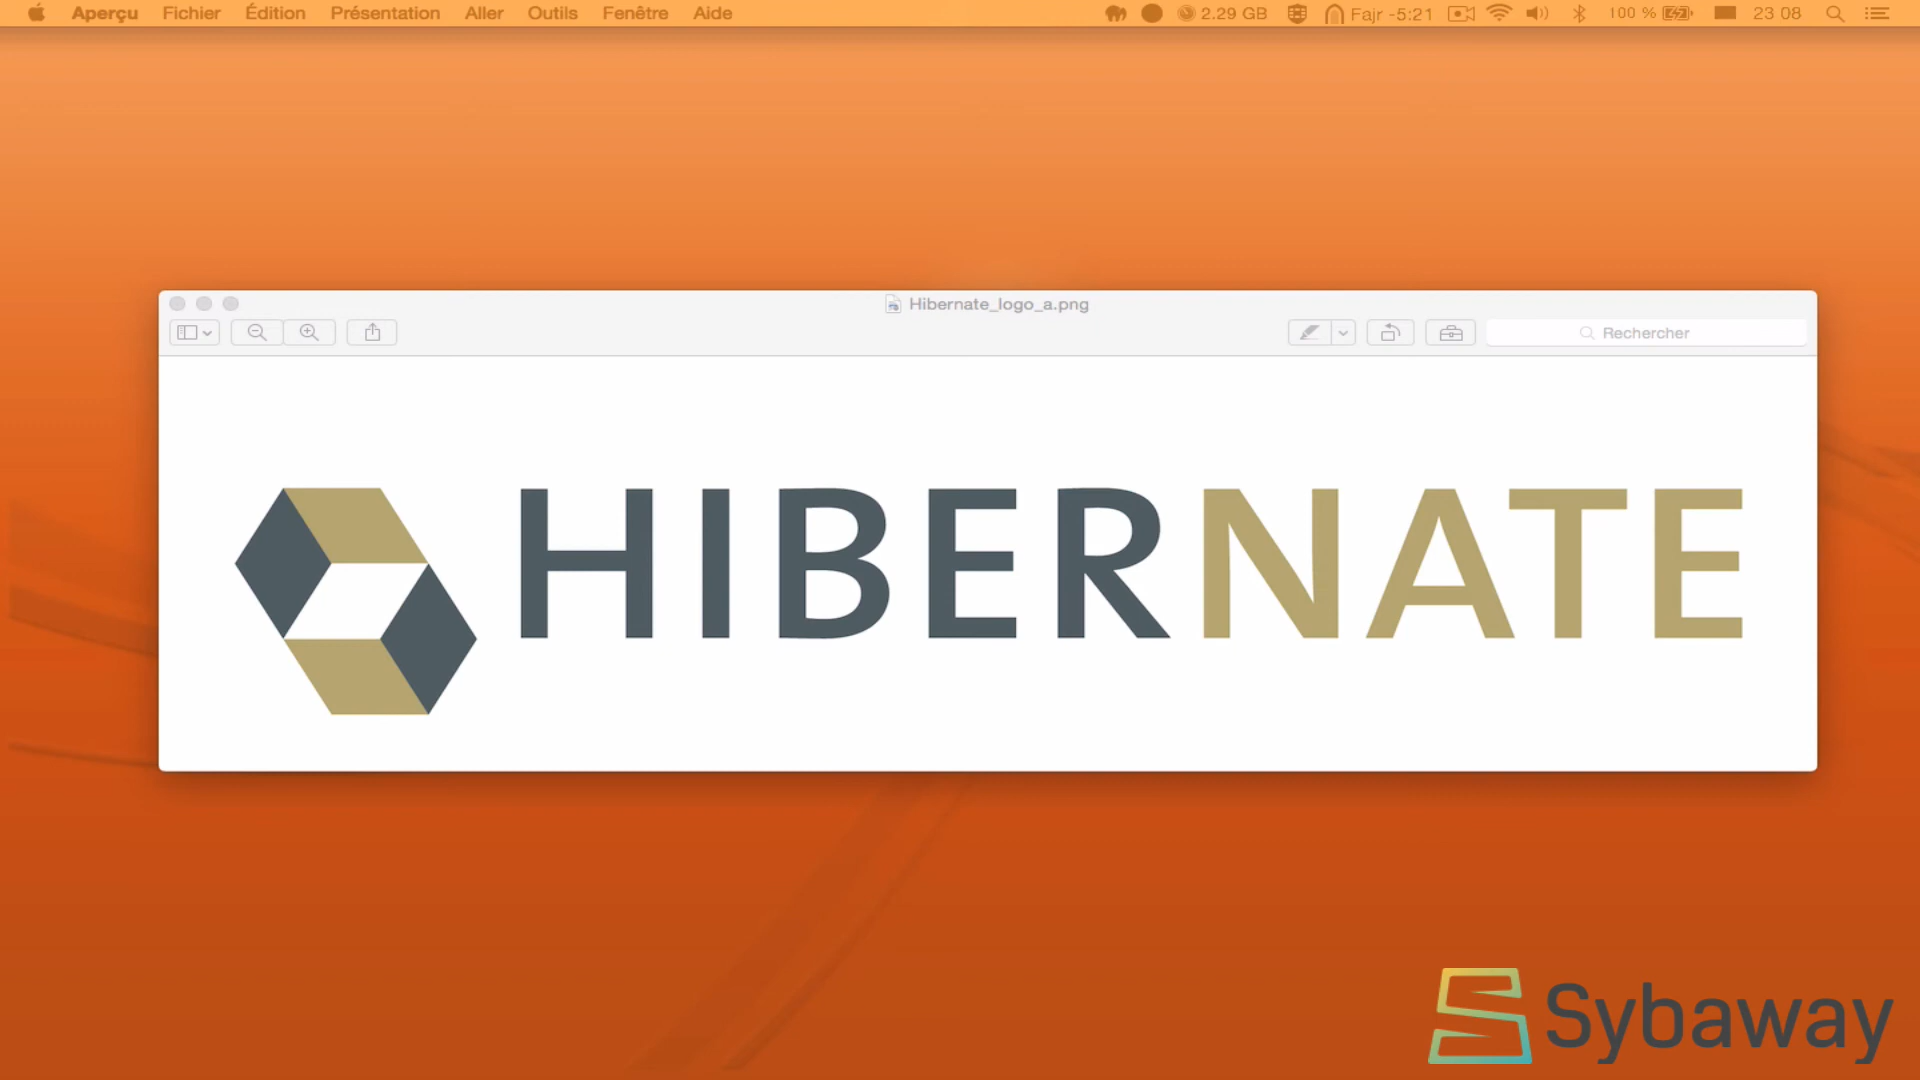 Aperçu Fichier Édition Présentation Aller Outils Fenêtre Aide 2.29 GB Fajr -5:21 100 % 23 08
Hibernate_logo_a.png
Rechercher
HIBERNATE
Sybaway